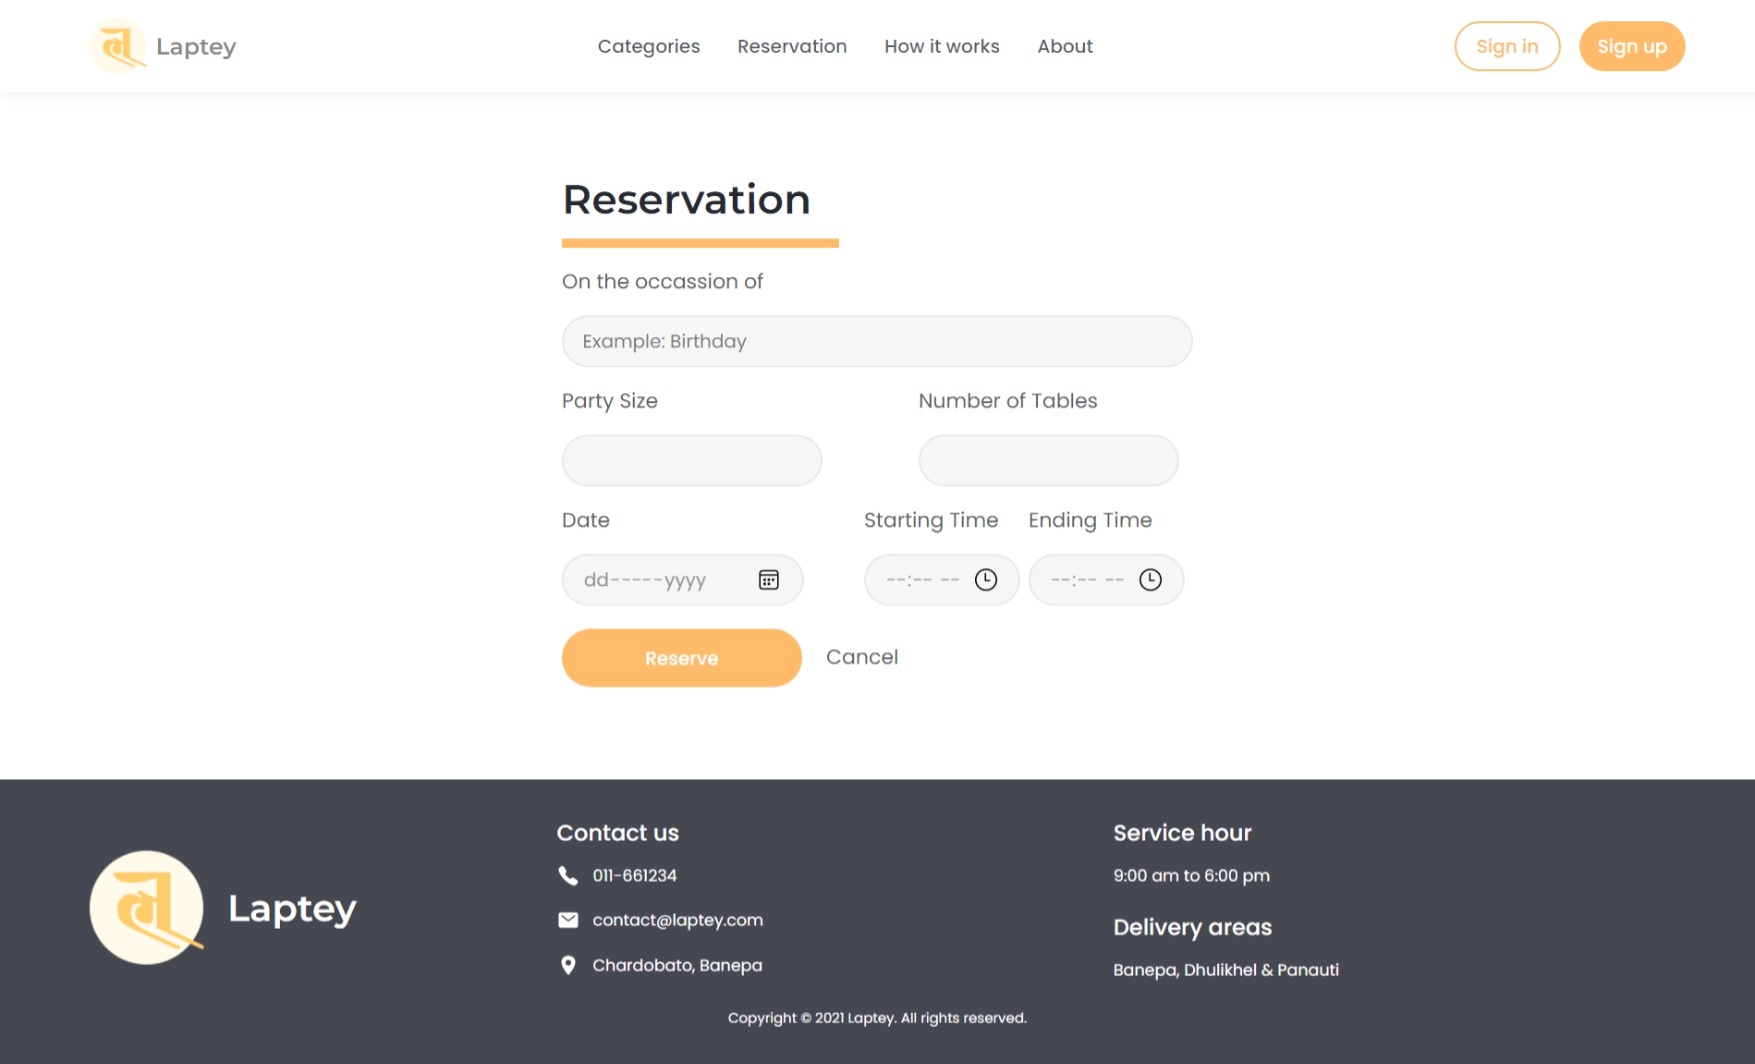 Laptey
Categories Reservation How it works About
Sign in Sign up
Reservation
On the occassion of
Example: Birthday
Party Size Number of Tables
Date Starting Time Ending Time
dd-----yyyy --:-- -- --:-- --
Reserve Cancel
Laptey
Contact us
011-661234
contact@laptey.com
Chardobato, Banepa
Service hour
9:00 am to 6:00 pm
Delivery areas
Banepa, Dhulikhel & Panauti
Copyright © 2021 Laptey. All rights reserved.